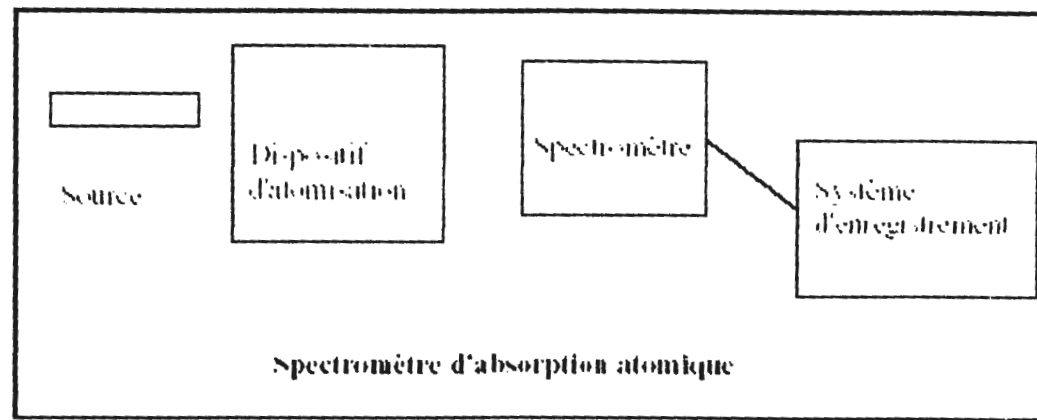 Source
Dispositif
d'atomisation
Spectromètre
Système
d'enregistrement
Spectromètre d'absorption atomique